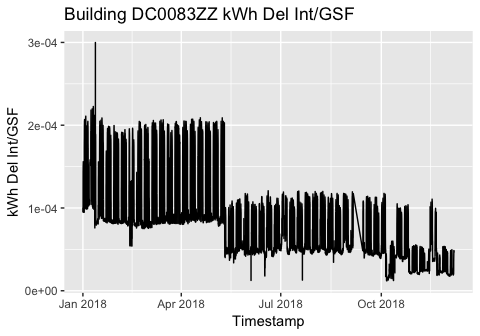 Building DC0083ZZ kWh Del Int/GSF
kWh Del Int/GSF
3e-04
2e-04
1e-04
0e+00
Jan 2018 Apr 2018 Jul 2018 Oct 2018
Timestamp